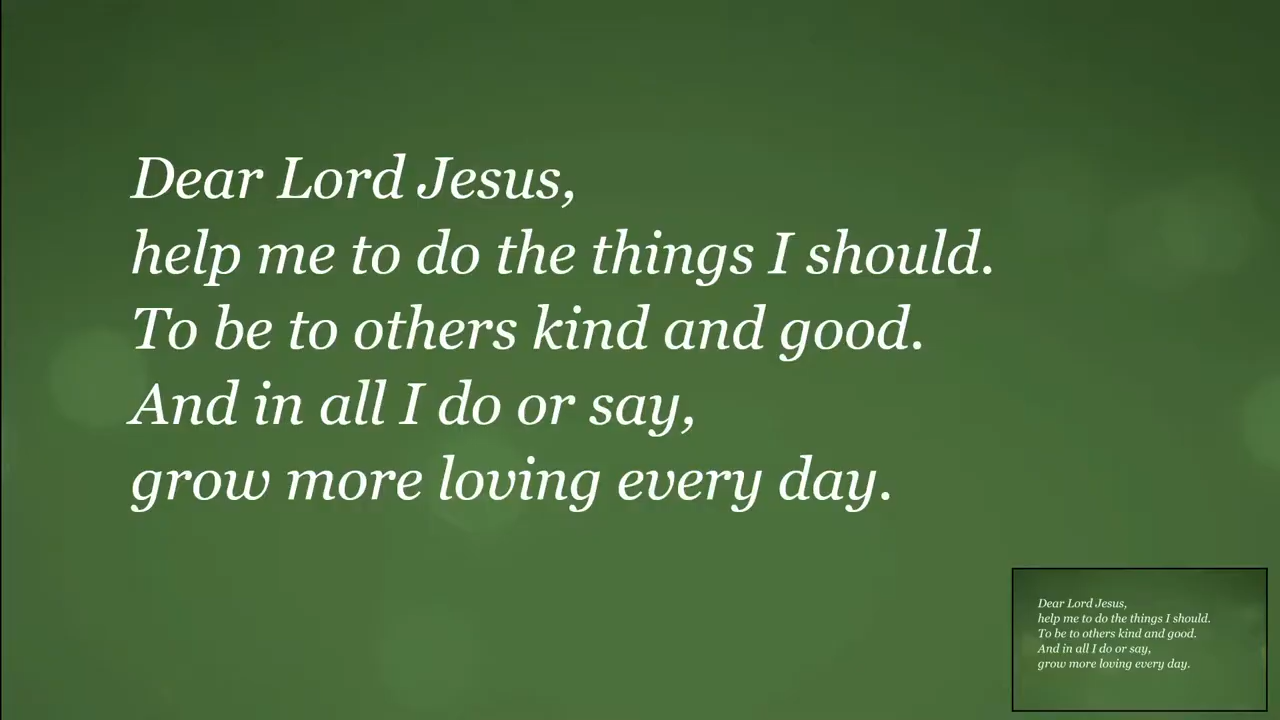 Dear Lord Jesus,
help me to do the things I should.
To be to others kind and good.
And in all I do or say,
grow more loving every day.
Dear Lord Jesus,
help me to do the things I should.
To be to others kind and good.
And in all I do or say,
grow more loving every day.